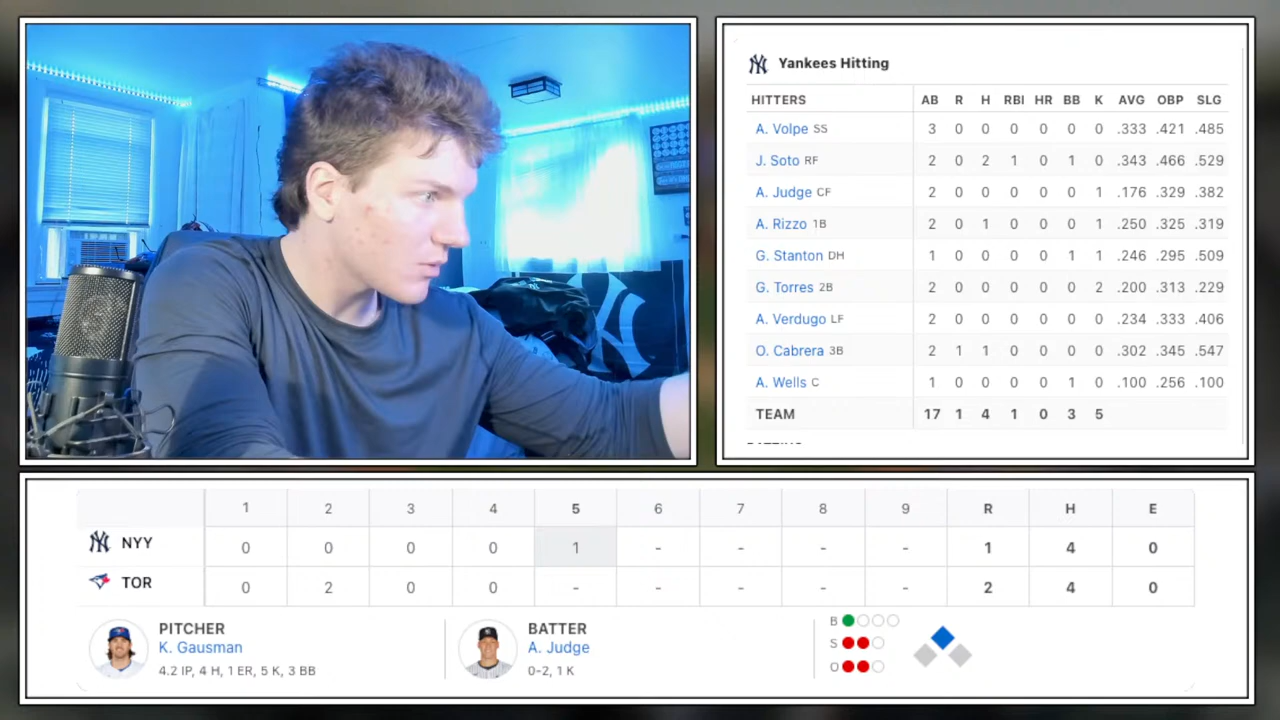 Yankees Hitting
HITTERS AB R H RBI HR BB K AVG OBP SLG
A. Volpe SS 3 0 0 0 0 0 0 .333 .421 .485
J. Soto RF 2 0 2 1 0 1 0 .343 .466 .529
A. Judge CF 2 0 0 0 0 0 1 .176 .329 .382
A. Rizzo 1B 2 0 1 0 0 0 1 .250 .325 .319
G. Stanton DH 1 0 0 0 0 1 1 .246 .295 .509
G. Torres 2B 2 0 0 0 0 0 2 .200 .313 .229
A. Verdugo LF 2 0 0 0 0 0 0 .234 .333 .406
O. Cabrera 3B 2 1 1 0 0 0 0 .302 .345 .547
A. Wells C 1 0 0 0 0 1 0 .100 .256 .100
TEAM 17 1 4 1 0 3 5
1 2 3 4 5 6 7 8 9 R H E
NYY 0 0 0 0 1 - - - - 1 4 0
TOR 0 2 0 0 - - - - - 2 4 0
PITCHER
K. Gausman
4.2 IP, 4 H, 1 ER, 5 K, 3 BB
BATTER
A. Judge
0-2, 1 K
B
S
O